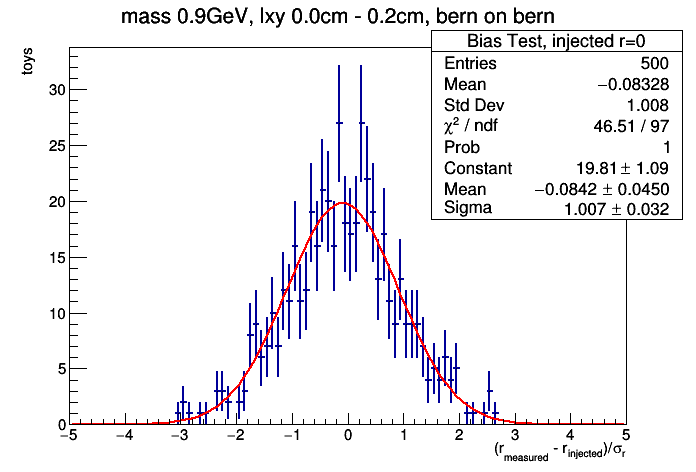 mass 0.9GeV, lxy 0.0cm - 0.2cm, bern on bern
Bias Test, injected r=0
Entries 500
Mean −0.08328
Std Dev 1.008
χ² / ndf 46.51 / 97
Prob 1
Constant 19.81 ± 1.09
Mean −0.0842 ± 0.0450
Sigma 1.007 ± 0.032
toys
30
25
20
15
10
5
0
−5 −4 −3 −2 −1 0 1 2 3 4 5
(r_measured - r_injected)/σ_r